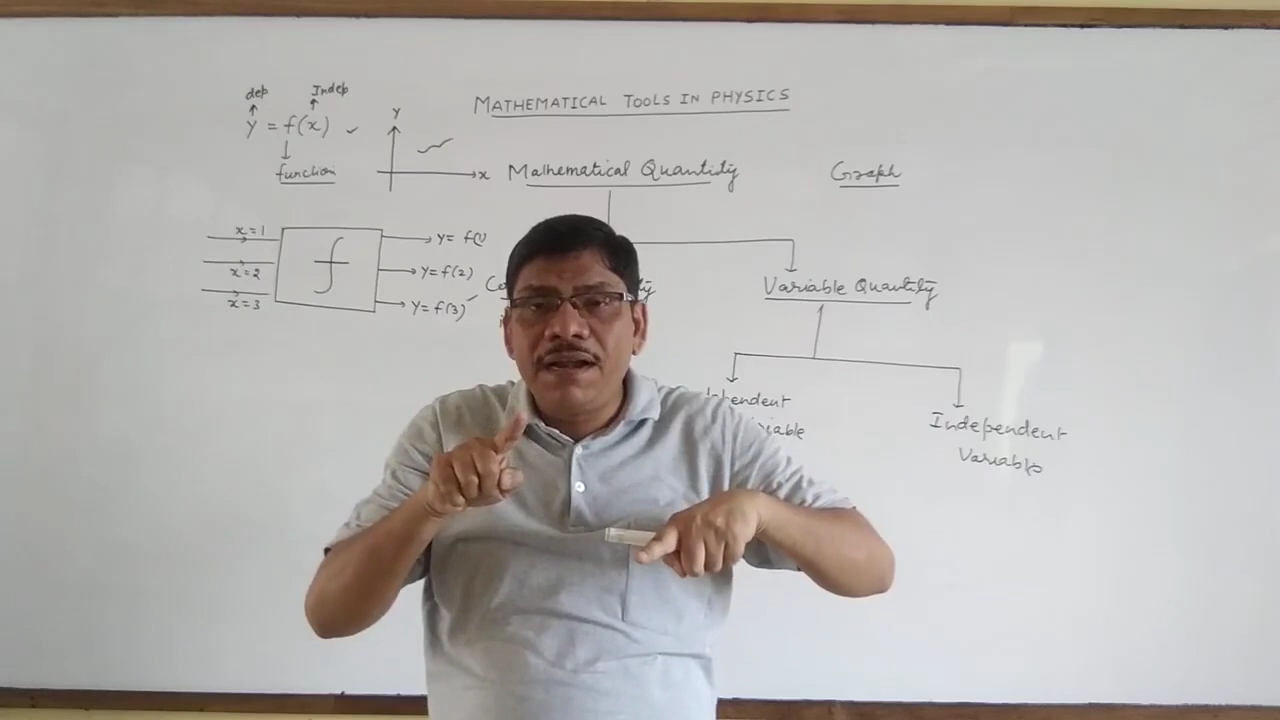 MATHEMATICAL TOOLS IN PHYSICS
dep Indep
Y = f(x)
function
Y
x
Mathematical Quantity
Graph
x=1
x=2
x=3
f
Y= f(1)
Y= f(2)
Y= f(3)
Variable Quantity
Independent
Variable